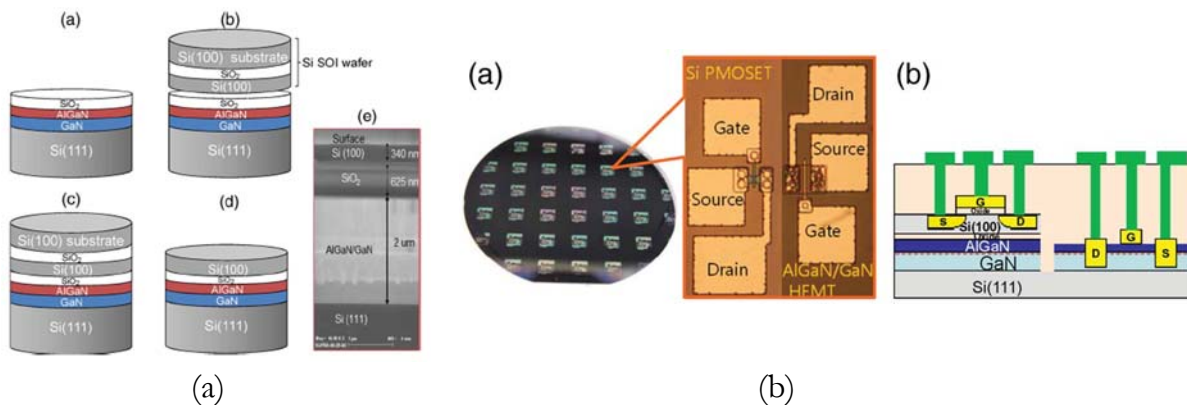 (a)
SiO₂
AlGaN
GaN
Si(111)
(b)
Si(100) substrate
SiO₂
Si(100)
Si SOI wafer
SiO₂
AlGaN
GaN
Si(111)
(c)
Si(100) substrate
SiO₂
Si(100)
SiO₂
AlGaN
GaN
Si(111)
(d)
Si(100)
SiO₂
AlGaN
GaN
Si(111)
(e)
Surface
Si (100)
340 nm
SiO₂
625 nm
AlGaN/GaN
2 um
Si (111)
(a)
(a)
Si PMOSET
Gate
Source
Drain
Drain
Source
Gate
AlGaN/GaN
HEMT
(b)
G
Oxide
S
D
Si(100)
AlGaN
GaN
Si(111)
D
G
S
(b)